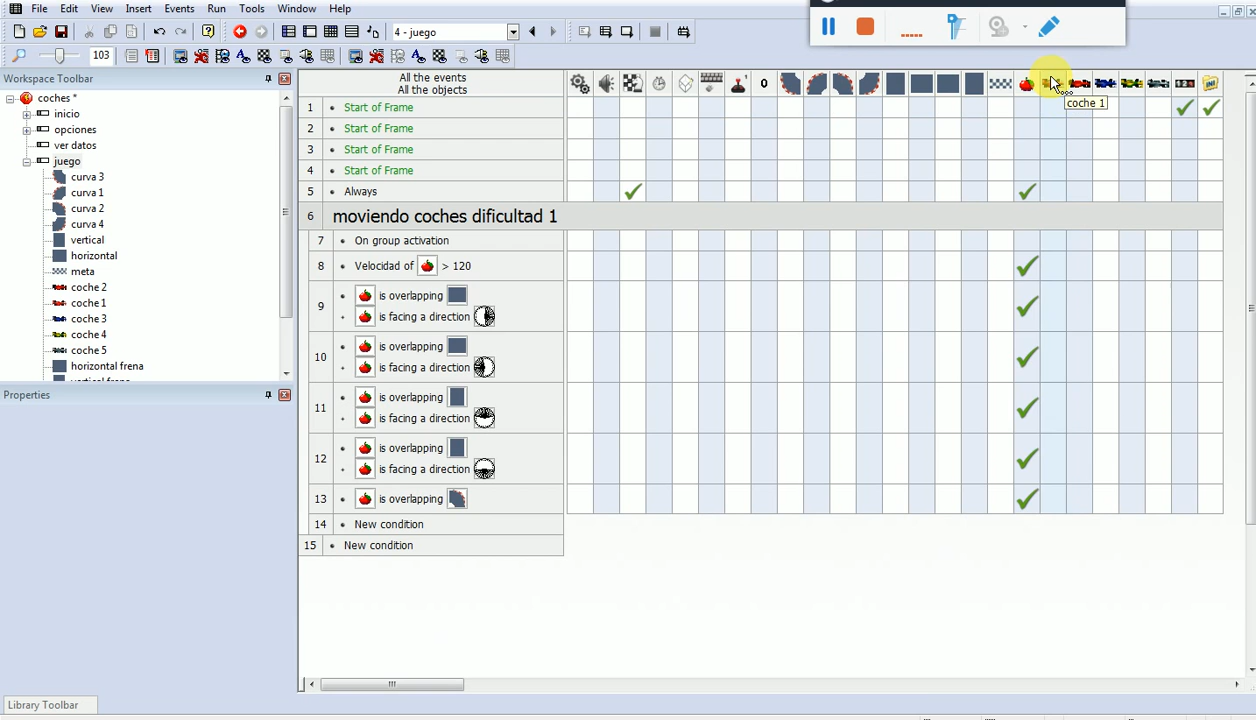 File Edit View Insert Events Run Tools Window Help
4 - juego
103
Workspace Toolbar
coches *
inicio
opciones
ver datos
juego
curva 3
curva 1
curva 2
curva 4
vertical
horizontal
meta
coche 2
coche 1
coche 3
coche 4
coche 5
horizontal frena
Properties
Library Toolbar
All the events
All the objects
0
coche 1
1 • Start of Frame
2 • Start of Frame
3 • Start of Frame
4 • Start of Frame
5 • Always
6 moviendo coches dificultad 1
7 • On group activation
8 • Velocidad of > 120
9 • is overlapping
• is facing a direction
10 • is overlapping
• is facing a direction
11 • is overlapping
• is facing a direction
12 • is overlapping
• is facing a direction
13 • is overlapping
14 • New condition
15 • New condition